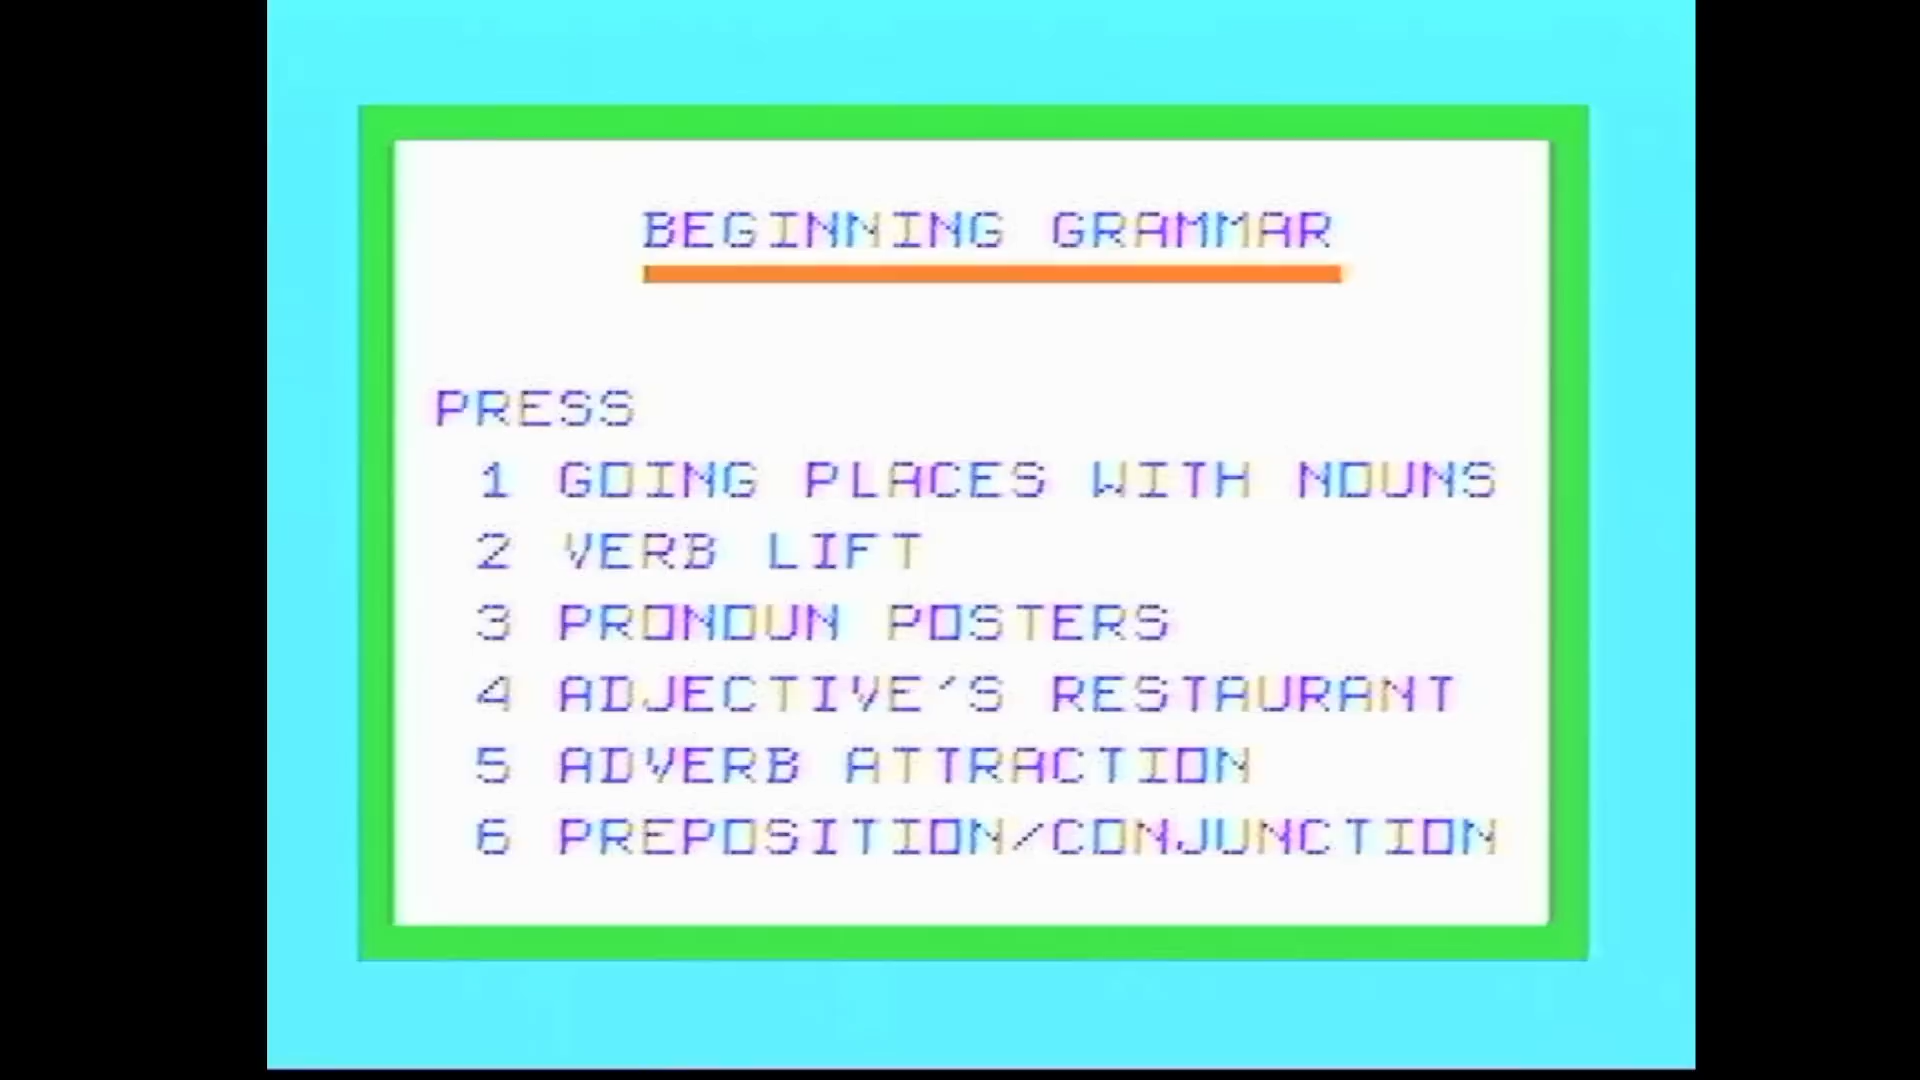 BEGINNING GRAMMAR
PRESS
1 GOING PLACES WITH NOUNS
2 VERB LIFT
3 PRONOUN POSTERS
4 ADJECTIVE'S RESTAURANT
5 ADVERB ATTRACTION
6 PREPOSITION/CONJUNCTION